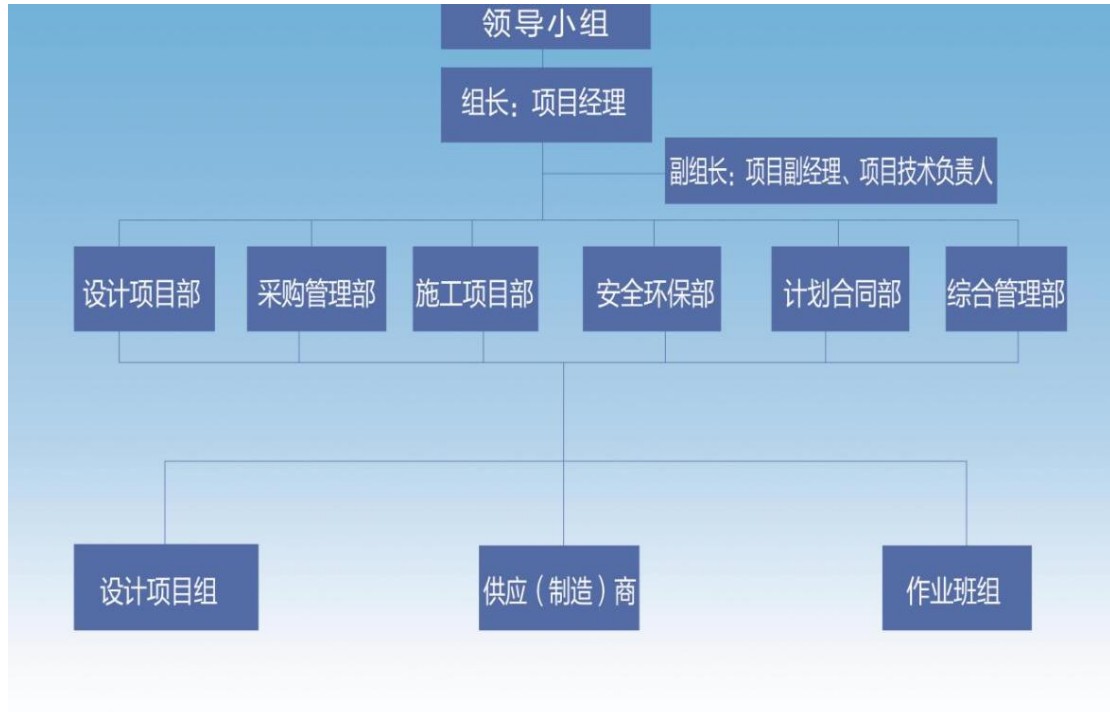 领导小组
组长：项目经理
副组长：项目副经理、项目技术负责人
设计项目部
采购管理部
施工项目部
安全环保部
计划合同部
综合管理部
设计项目组
供应（制造）商
作业班组